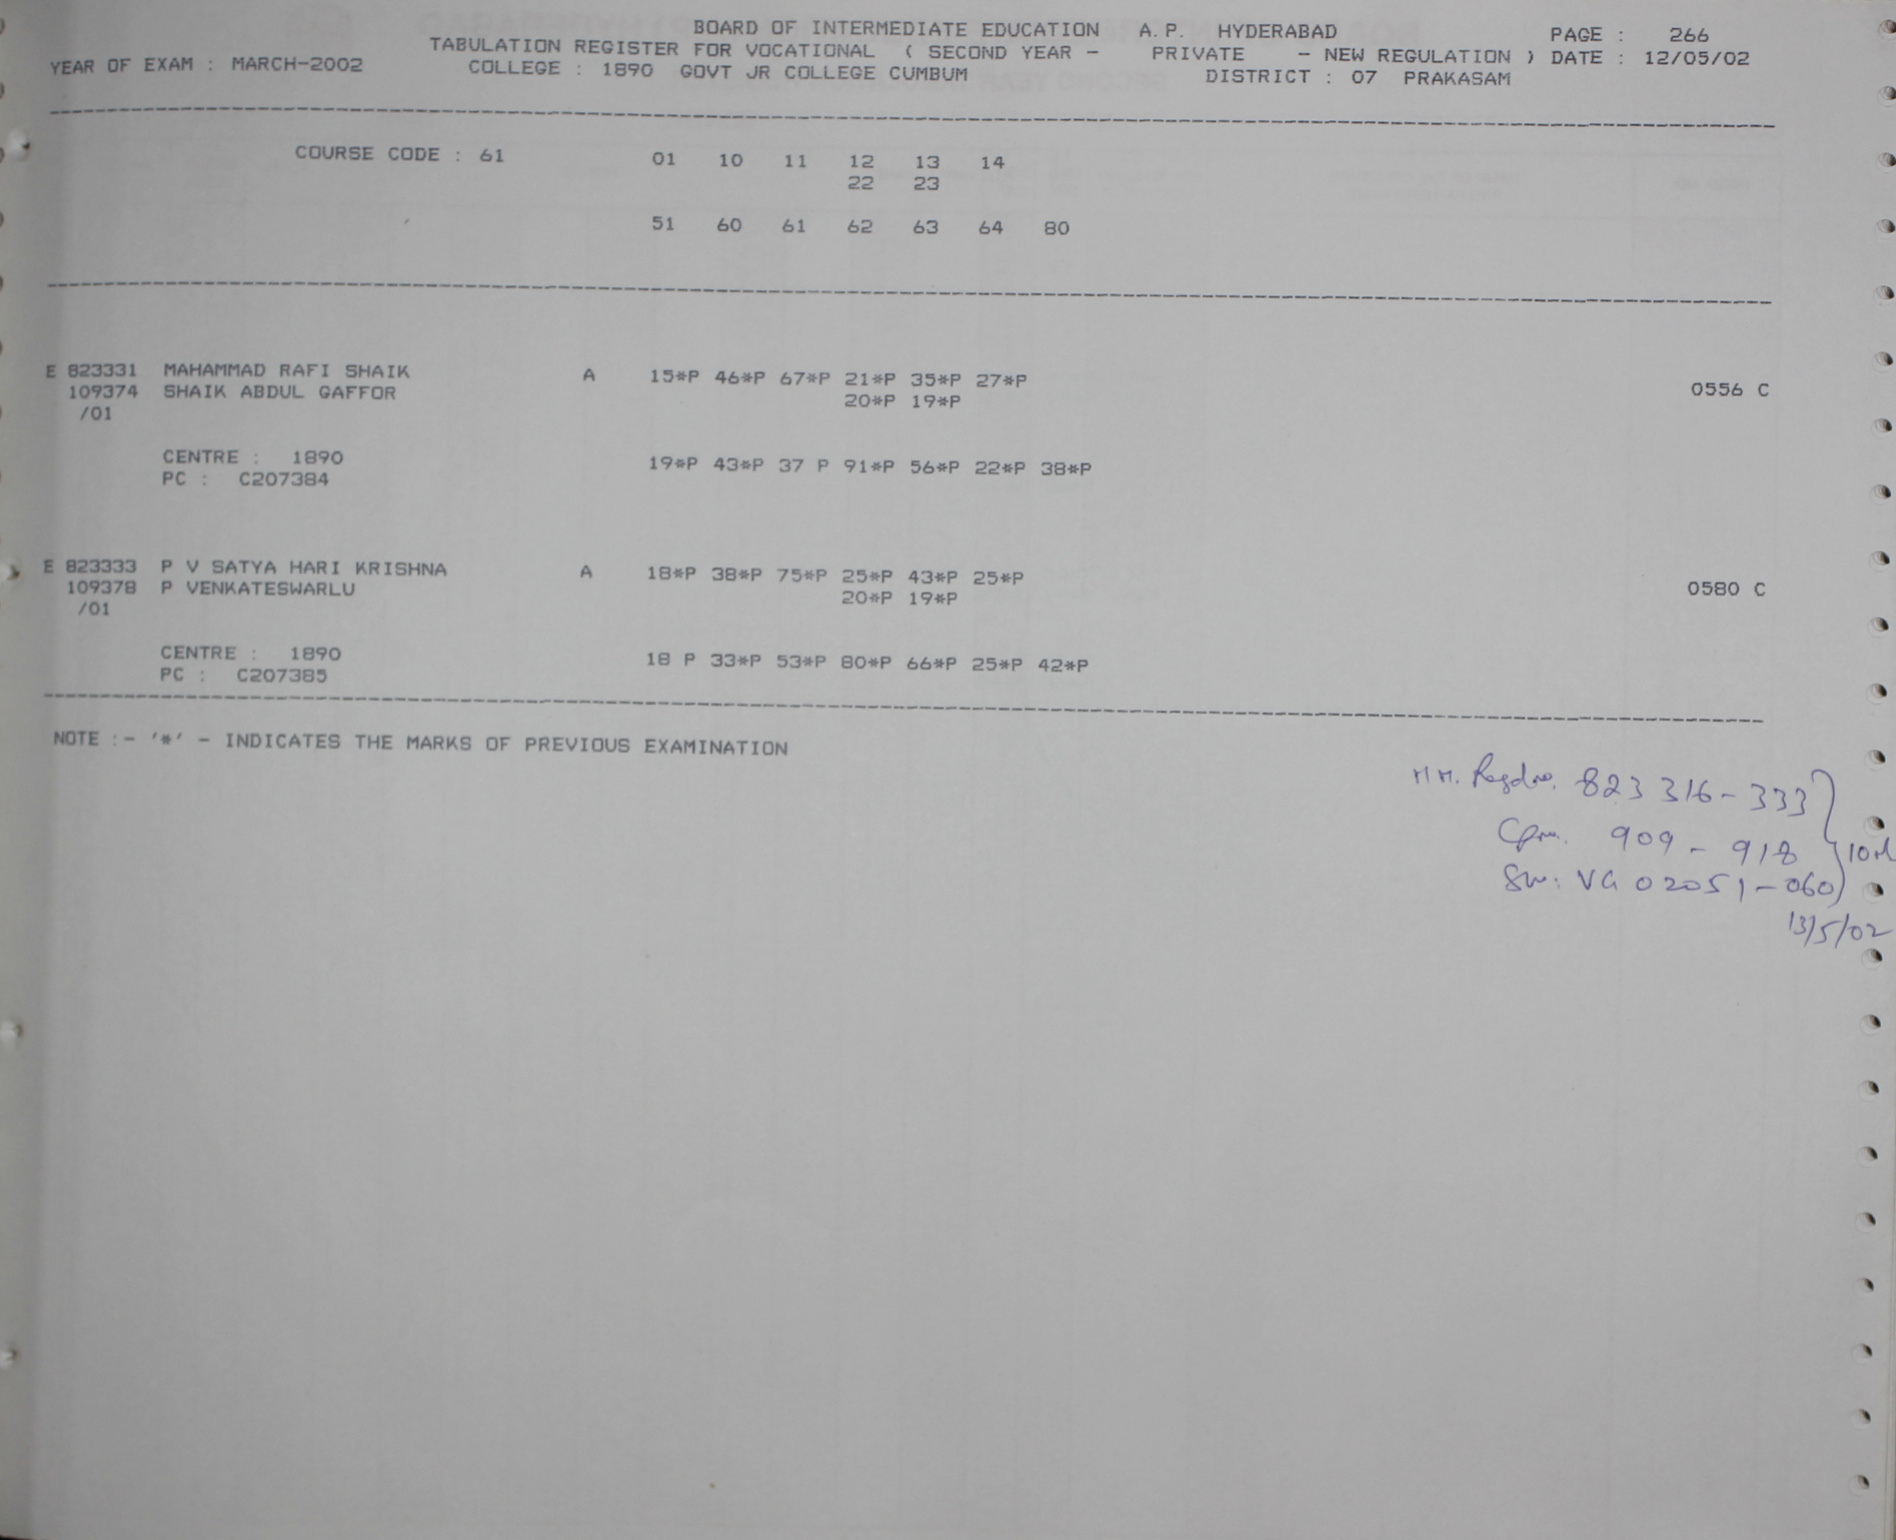 BOARD OF INTERMEDIATE EDUCATION A.P. HYDERABAD PAGE : 266
TABULATION REGISTER FOR VOCATIONAL ( SECOND YEAR - PRIVATE - NEW REGULATION ) DATE : 12/05/02
YEAR OF EXAM : MARCH-2002 COLLEGE : 1890 GOVT JR COLLEGE CUMBUM DISTRICT : 07 PRAKASAM
COURSE CODE : 61 01 10 11 12 13 14
22 23
51 60 61 62 63 64 80
E 823331 MAHAMMAD RAFI SHAIK A 15*P 46*P 67*P 21*P 35*P 27*P
109374 SHAIK ABDUL GAFFOR 20*P 19*P 0556 C
/01
CENTRE : 1890 19*P 43*P 37 P 91*P 56*P 22*P 38*P
PC : C207384
E 823333 P V SATYA HARI KRISHNA A 18*P 38*P 75*P 25*P 43*P 25*P
109378 P VENKATESWARLU 20*P 19*P 0580 C
/01
CENTRE : 1890 18 P 33*P 53*P 80*P 66*P 25*P 42*P
PC : C207385
NOTE :- '*' - INDICATES THE MARKS OF PREVIOUS EXAMINATION
M.M. Regdno. 823316-333
909 - 918
02051-060
13/5/02